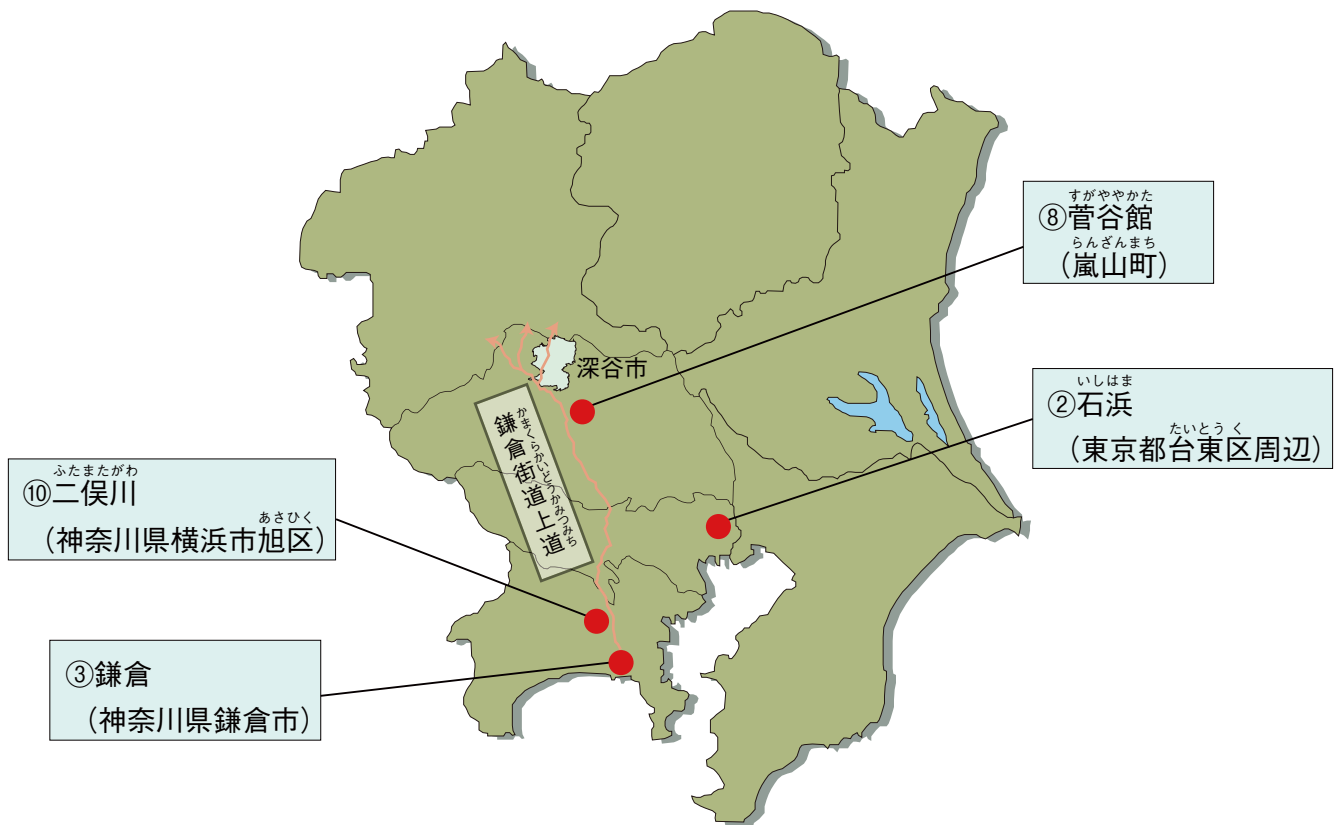 すがややかた
⑧菅谷館
らんざんまち
（嵐山町）
深谷市
いしはま
②石浜
たいとうく
（東京都台東区周辺）
かまくらかいどうかみつみち
鎌倉街道上道
ふたまたがわ
⑩二俣川
あさひく
（神奈川県横浜市旭区）
③鎌倉
（神奈川県鎌倉市）